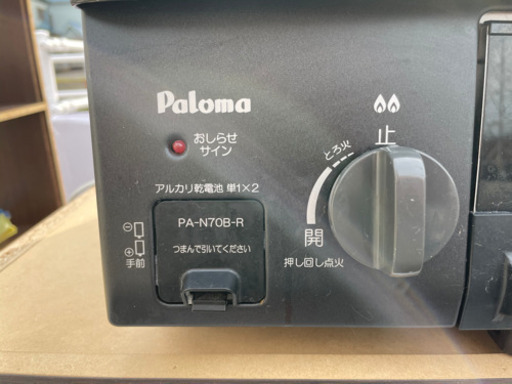 Paloma
おしらせ
サイン
アルカリ乾電池 単1×2
PA-N70B-R
つまんで引いてください
⊖
⊕
手前
止
とろ火
開
押し回し点火